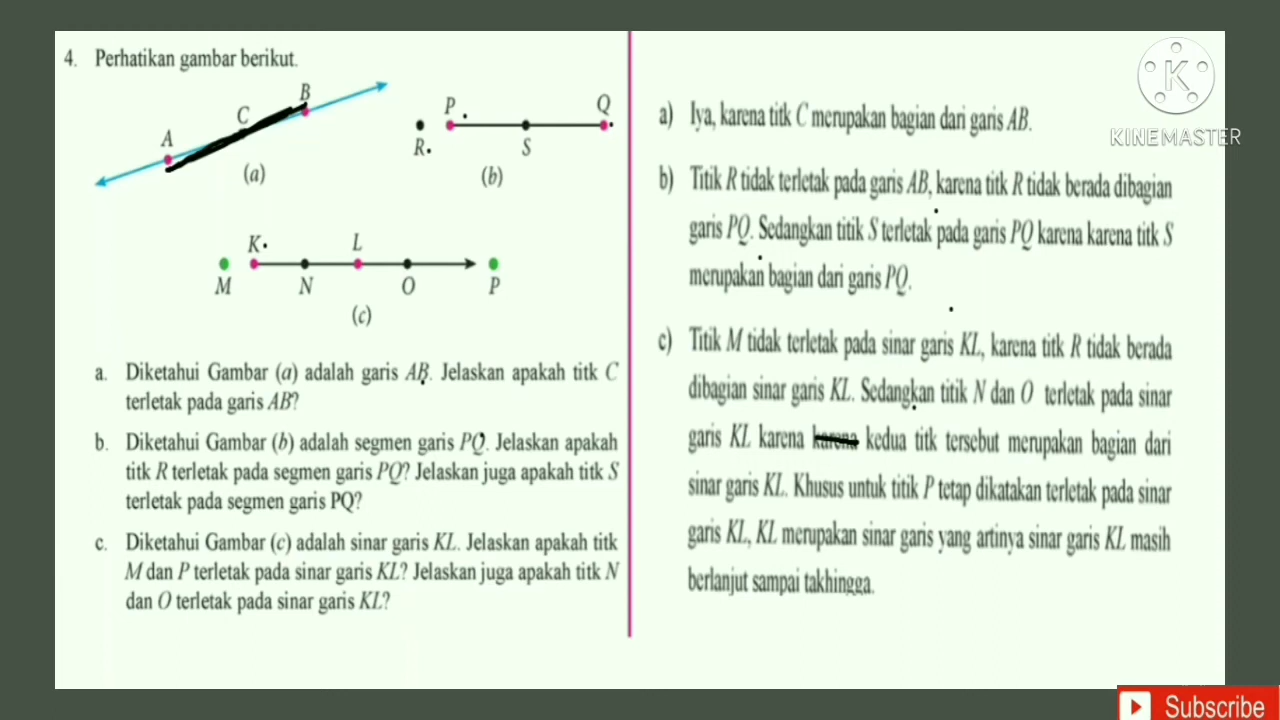 4. Perhatikan gambar berikut.
A
C
B
(a)
P
Q
R
S
(b)
K
L
M
N
O
P
(c)
a. Diketahui Gambar (a) adalah garis AB. Jelaskan apakah titk C
terletak pada garis AB?
b. Diketahui Gambar (b) adalah segmen garis PQ. Jelaskan apakah
titk R terletak pada segmen garis PQ? Jelaskan juga apakah titk S
terletak pada segmen garis PQ?
c. Diketahui Gambar (c) adalah sinar garis KL. Jelaskan apakah titk
M dan P terletak pada sinar garis KL? Jelaskan juga apakah titk N
dan O terletak pada sinar garis KL?
a) Iya, karena titk C merupakan bagian dari garis AB.
b) Titik R tidak terletak pada garis AB, karena titk R tidak berada dibagian
garis PQ. Sedangkan titik S terletak pada garis PQ karena karena titk S
merupakan bagian dari garis PQ.
c) Titik M tidak terletak pada sinar garis KL, karena titk R tidak berada
dibagian sinar garis KL. Sedangkan titik N dan O terletak pada sinar
garis KL karena karena kedua titk tersebut merupakan bagian dari
sinar garis KL. Khusus untuk titik P tetap dikatakan terletak pada sinar
garis KL, KL merupakan sinar garis yang artinya sinar garis KL masih
berlanjut sampai takhingga.
K
KINEMASTER
Subscribe